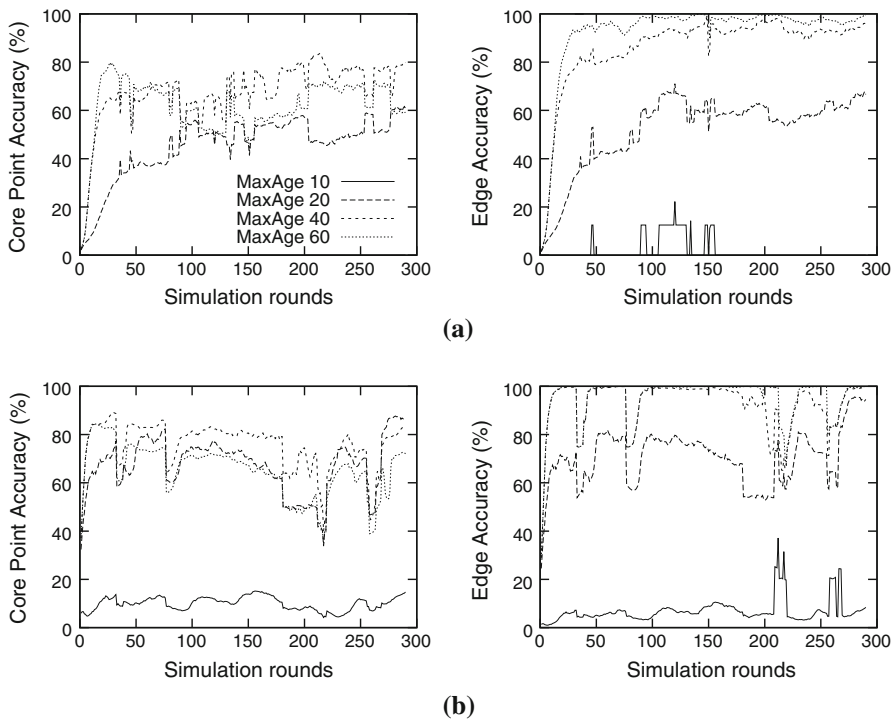 Core Point Accuracy (%)
100
80
60
40
20
0
MaxAge 10
MaxAge 20
MaxAge 40
MaxAge 60
0 50 100 150 200 250 300
Simulation rounds
Edge Accuracy (%)
100
80
60
40
20
0
0 50 100 150 200 250 300
Simulation rounds
(a)
Core Point Accuracy (%)
100
80
60
40
20
0
0 50 100 150 200 250 300
Simulation rounds
Edge Accuracy (%)
100
80
60
40
20
0
0 50 100 150 200 250 300
Simulation rounds
(b)